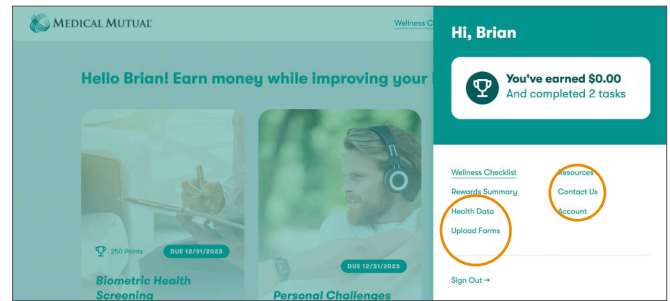 MEDICAL MUTUAL
Wellness C
Hello Brian! Earn money while improving your
250 Points
DUE 12/31/2023
Biometric Health
Screening
DUE 12/31/2023
Personal Challenges
Hi, Brian
You've earned $0.00
And completed 2 tasks
Wellness Checklist
Rewards Summary
Health Data
Upload Forms
Resources
Contact Us
Account
Sign Out →